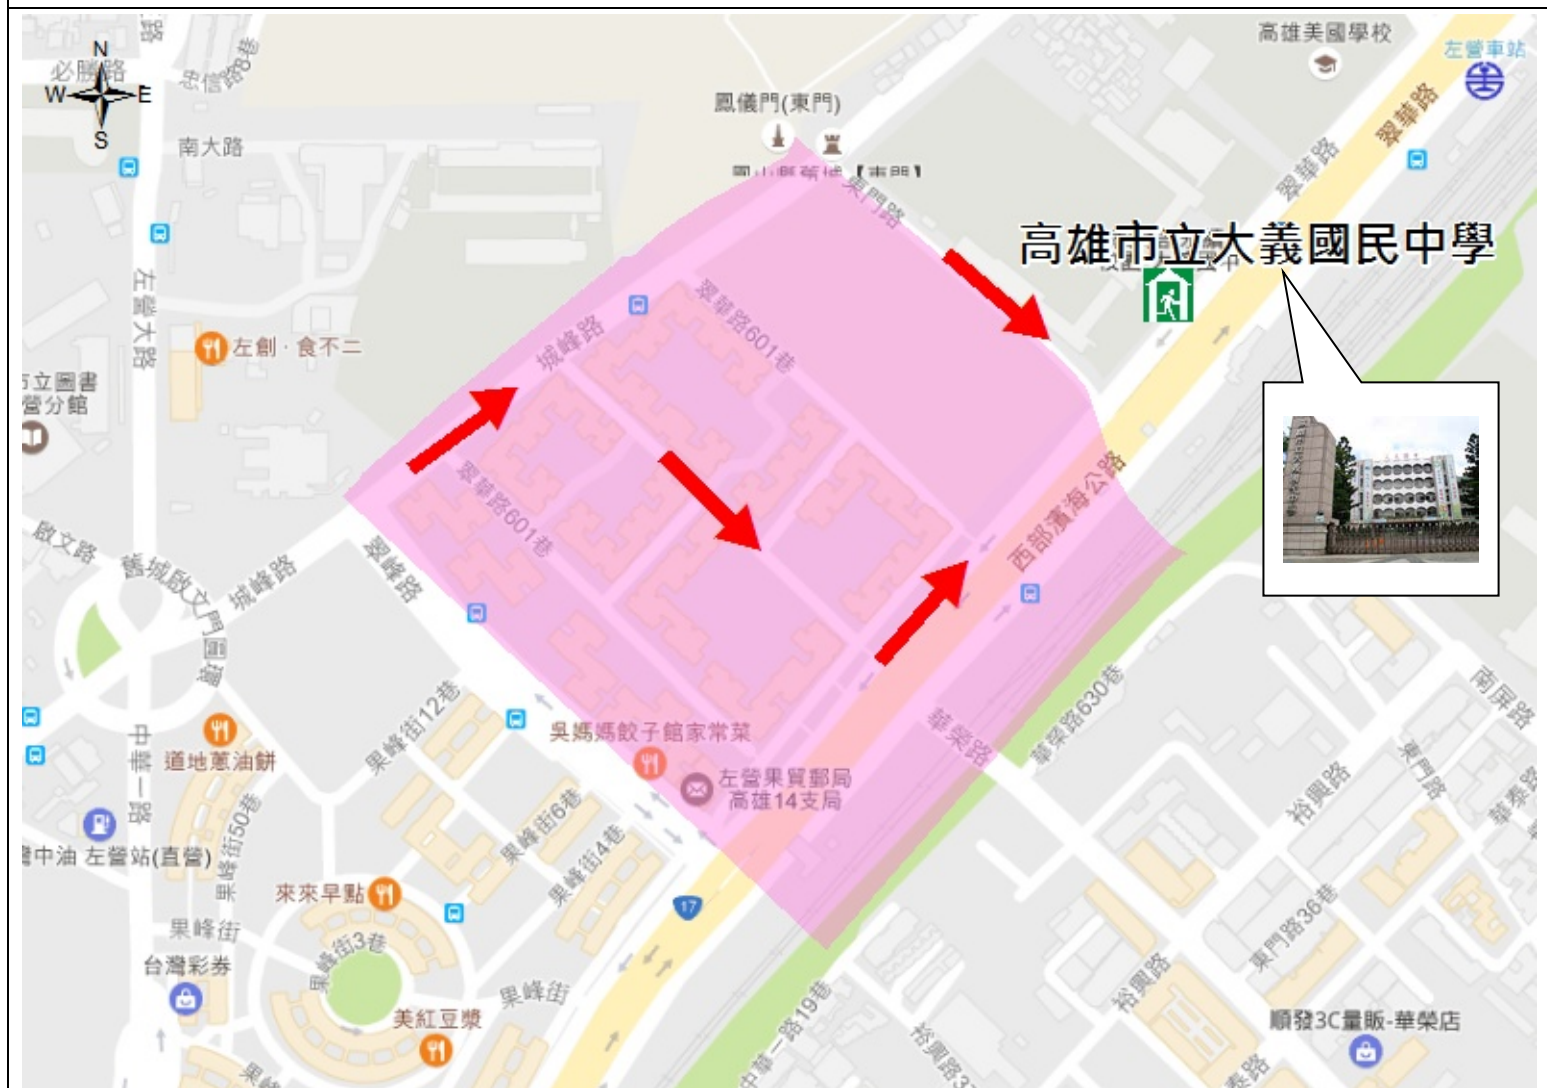 N
W
E
S
必勝路
忠信路8巷
南大路
鳳儀門(東門)
高雄美國學校
左營車站
翠華路
翠華路
東門路
高雄市立大義國民中學
左營大路
左創．食不二
城峰路
翠華路601巷
市立圖書
營分館
翠華路601巷
西部濱海公路
啟文路
舊城啟文門圓環
城峰路
翠峰路
中華一路
道地蔥油餅
果峰街12巷
吳媽媽餃子館家常菜
左營果貿郵局
高雄14支局
華榮路
華榮路630巷
南屏路
東門路
裕興路
華泰路
中油 左營站(直營)
果峰街50巷
果峰街6巷
果峰街4巷
來來早點
17
果峰街
果峰街3巷
台灣彩券
果峰街
美紅豆漿
東門路36巷
裕興路
順發3C量販-華榮店
中華一路19巷